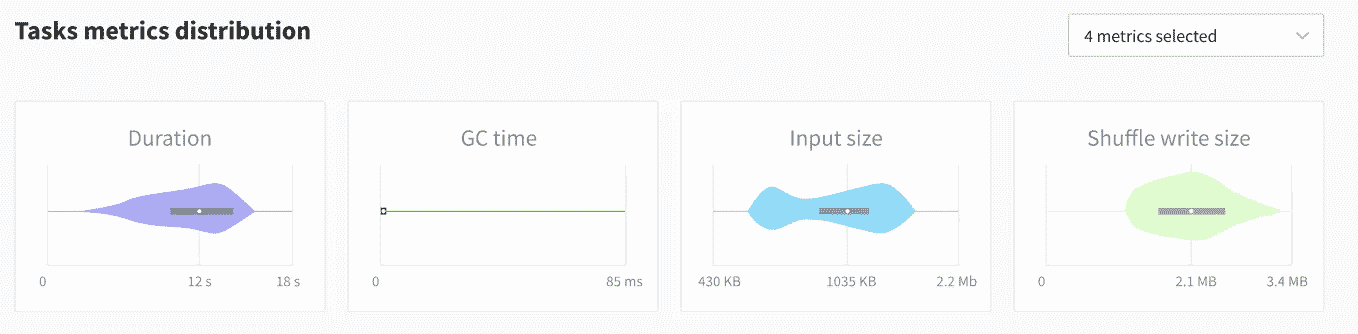 Tasks metrics distribution
4 metrics selected
Duration
0 12 s 18 s
GC time
0 85 ms
Input size
430 KB 1035 KB 2.2 Mb
Shuffle write size
0 2.1 MB 3.4 MB